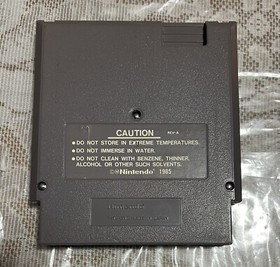 CAUTION
REV-A
• DO NOT STORE IN EXTREME TEMPERATURES.
• DO NOT IMMERSE IN WATER.
• DO NOT CLEAN WITH BENZENE, THINNER,
ALCOHOL OR OTHER SUCH SOLVENTS.
©®Nintendo® 1985
Nintendo